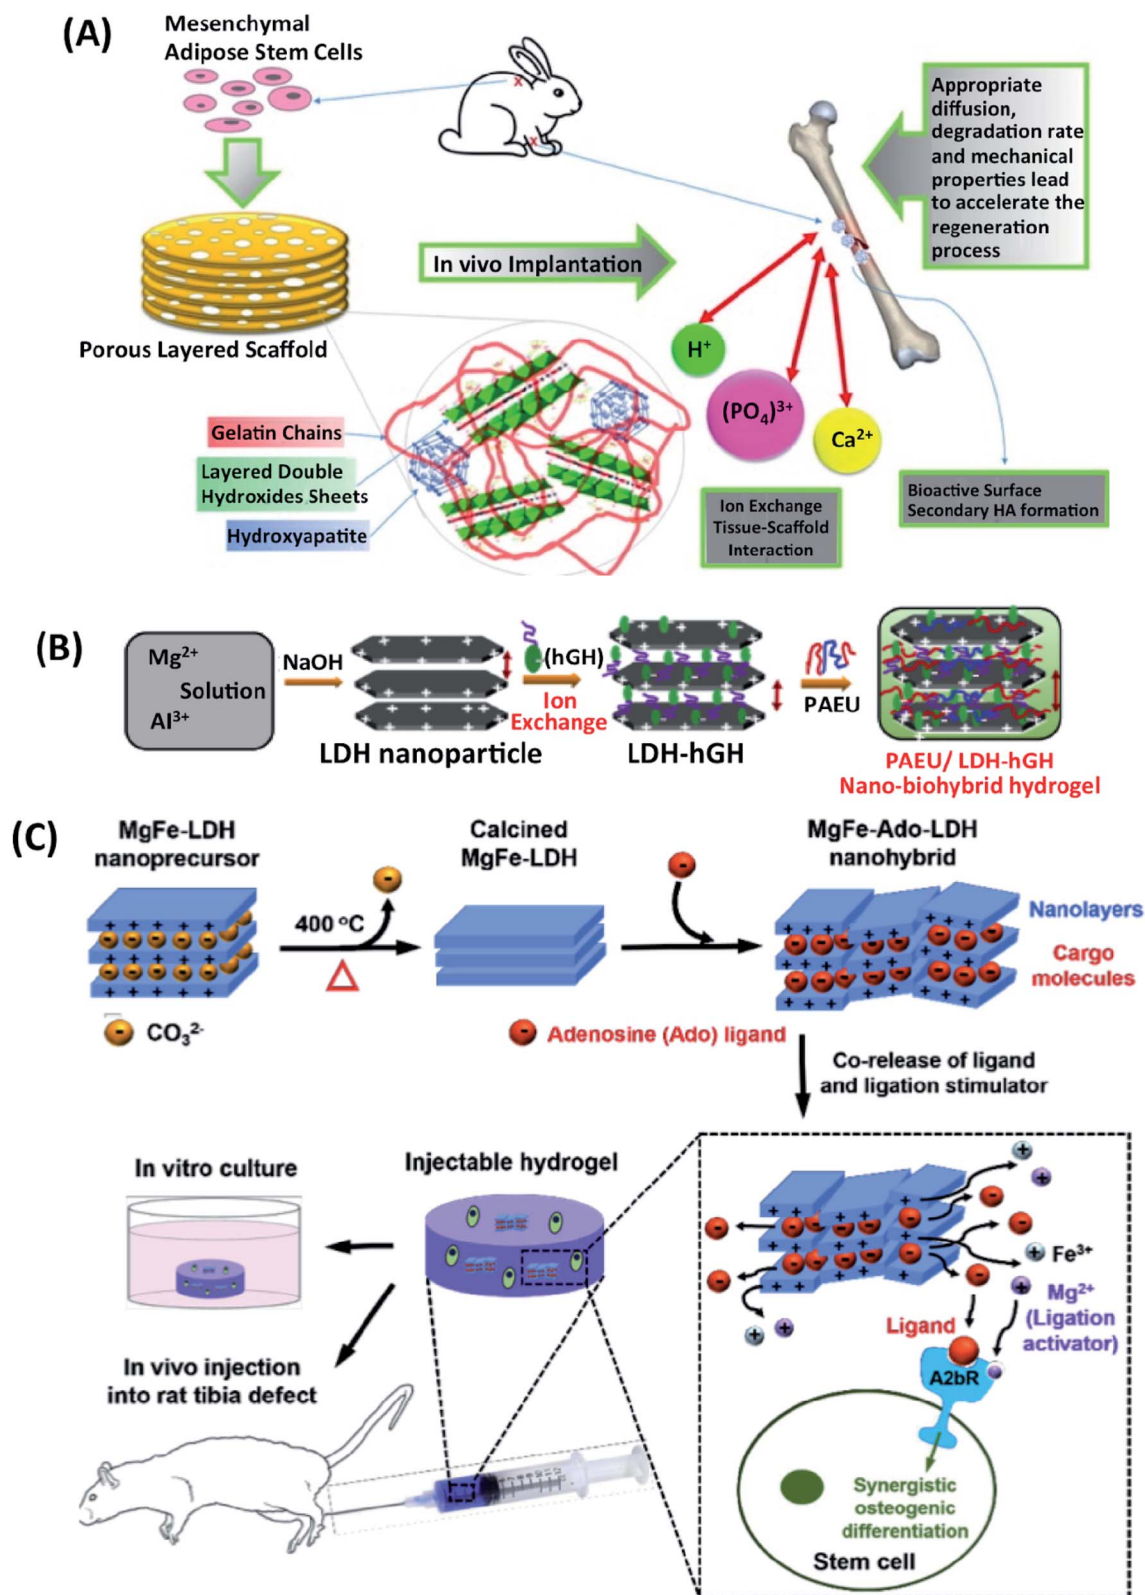 (A)
Mesenchymal
Adipose Stem Cells
x
x
Appropriate
diffusion,
degradation rate
and mechanical
properties lead
to accelerate the
regeneration
process
In vivo Implantation
Porous Layered Scaffold
H⁺
(PO₄)³⁺
Ca²⁺
Gelatin Chains
Layered Double
Hydroxides Sheets
Hydroxyapatite
Ion Exchange
Tissue-Scaffold
Interaction
Bioactive Surface
Secondary HA formation
(B)
Mg²⁺
Solution
Al³⁺
NaOH
(hGH)
Ion
Exchange
PAEU
LDH nanoparticle
LDH-hGH
PAEU/ LDH-hGH
Nano-biohybrid hydrogel
(C)
MgFe-LDH
nanoprecursor
Calcined
MgFe-LDH
MgFe-Ado-LDH
nanohybrid
400 °C
Nanolayers
Cargo
molecules
CO₃²⁻
Adenosine (Ado) ligand
Co-release of ligand
and ligation stimulator
In vitro culture
Injectable hydrogel
Fe³⁺
Mg²⁺
(Ligation
activator)
Ligand
A2bR
In vivo injection
into rat tibia defect
Synergistic
osteogenic
differentiation
Stem cell